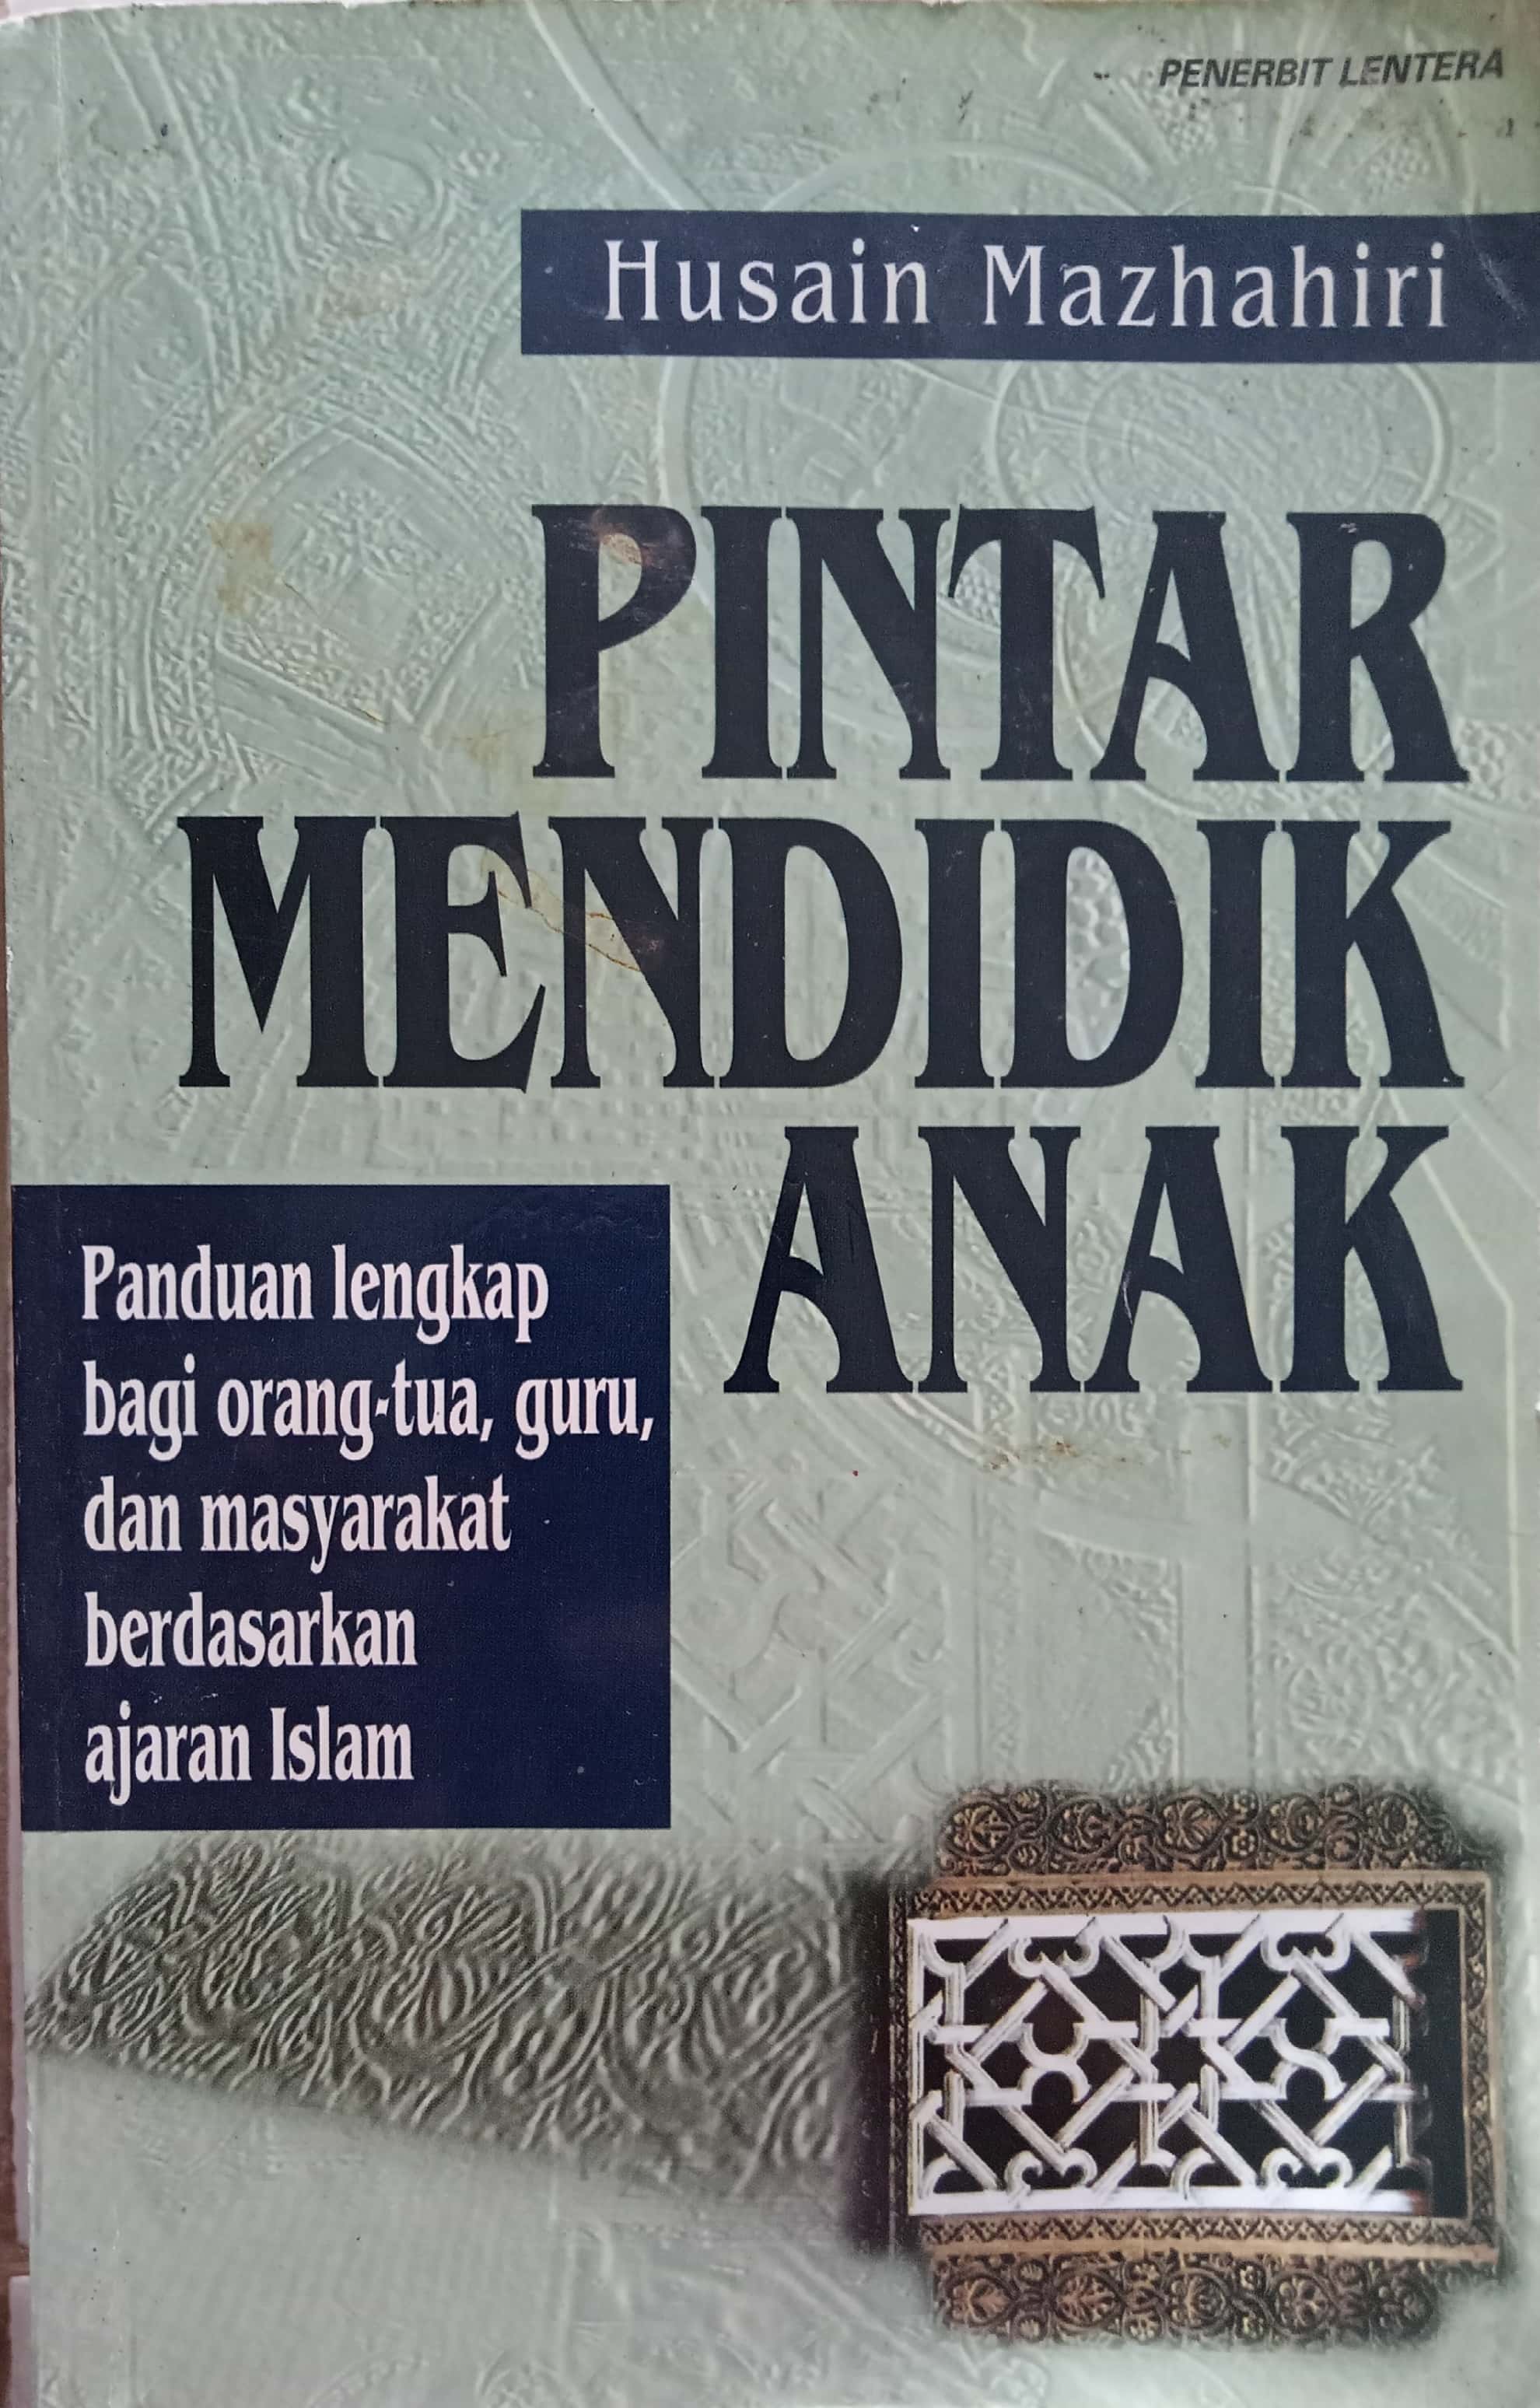 PENERBIT LENTERA
Husain Mazhahiri
PINTAR
MENDIDIK
ANAK
Panduan lengkap
bagi orang-tua, guru,
dan masyarakat
berdasarkan
ajaran Islam